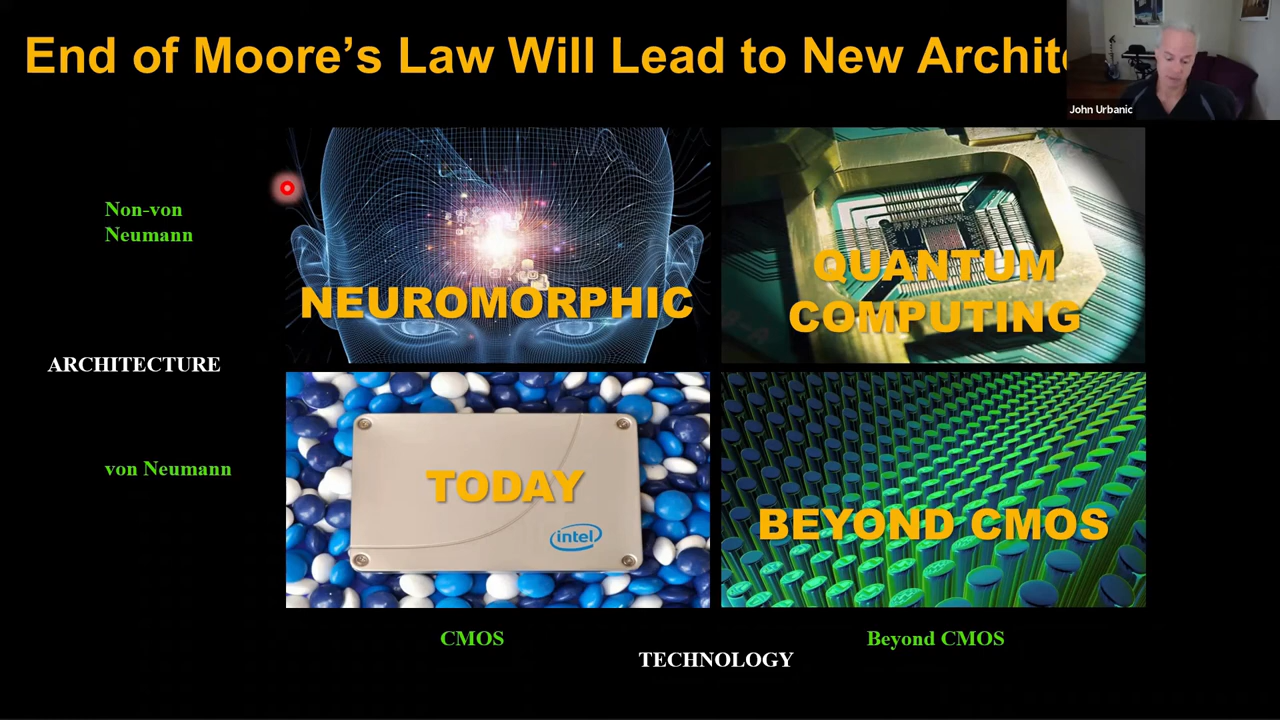 End of Moore's Law Will Lead to New Archite
John Urbanic
Non-von
Neumann
NEUROMORPHIC
QUANTUM
COMPUTING
ARCHITECTURE
von Neumann
TODAY
intel
BEYOND CMOS
CMOS
Beyond CMOS
TECHNOLOGY